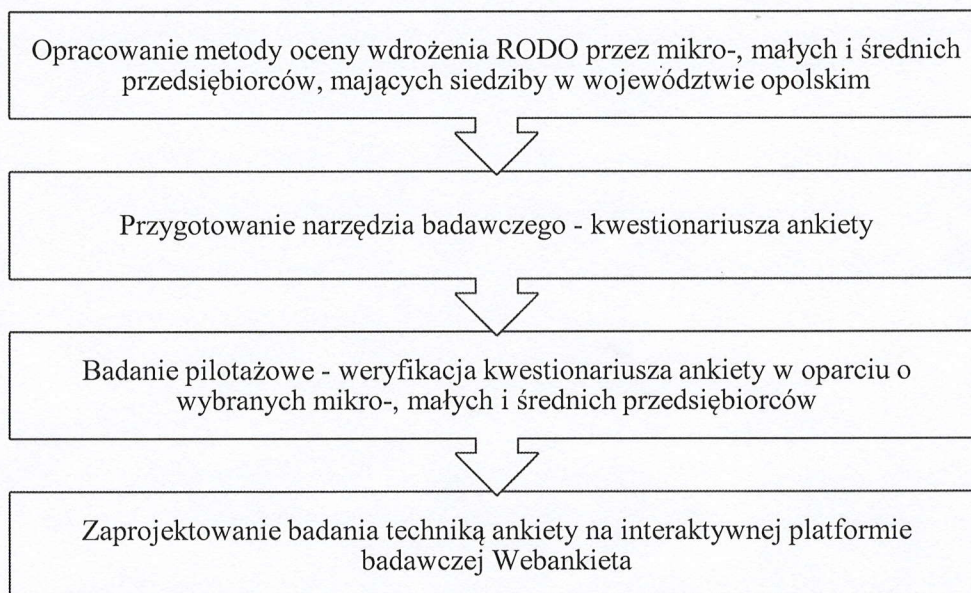 Opracowanie metody oceny wdrożenia RODO przez mikro-, małych i średnich
przedsiębiorców, mających siedziby w województwie opolskim
Przygotowanie narzędzia badawczego - kwestionariusza ankiety
Badanie pilotażowe - weryfikacja kwestionariusza ankiety w oparciu o
wybranych mikro-, małych i średnich przedsiębiorców
Zaprojektowanie badania techniką ankiety na interaktywnej platformie
badawczej Webankieta